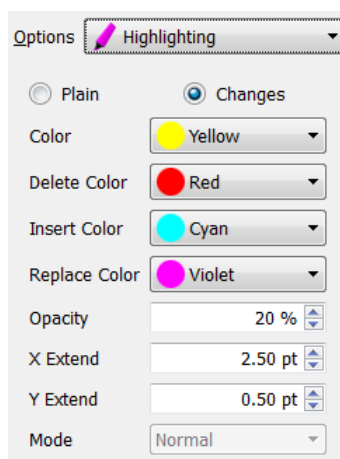 Options Highlighting
Plain Changes
Color Yellow
Delete Color Red
Insert Color Cyan
Replace Color Violet
Opacity 20 %
X Extend 2.50 pt
Y Extend 0.50 pt
Mode Normal